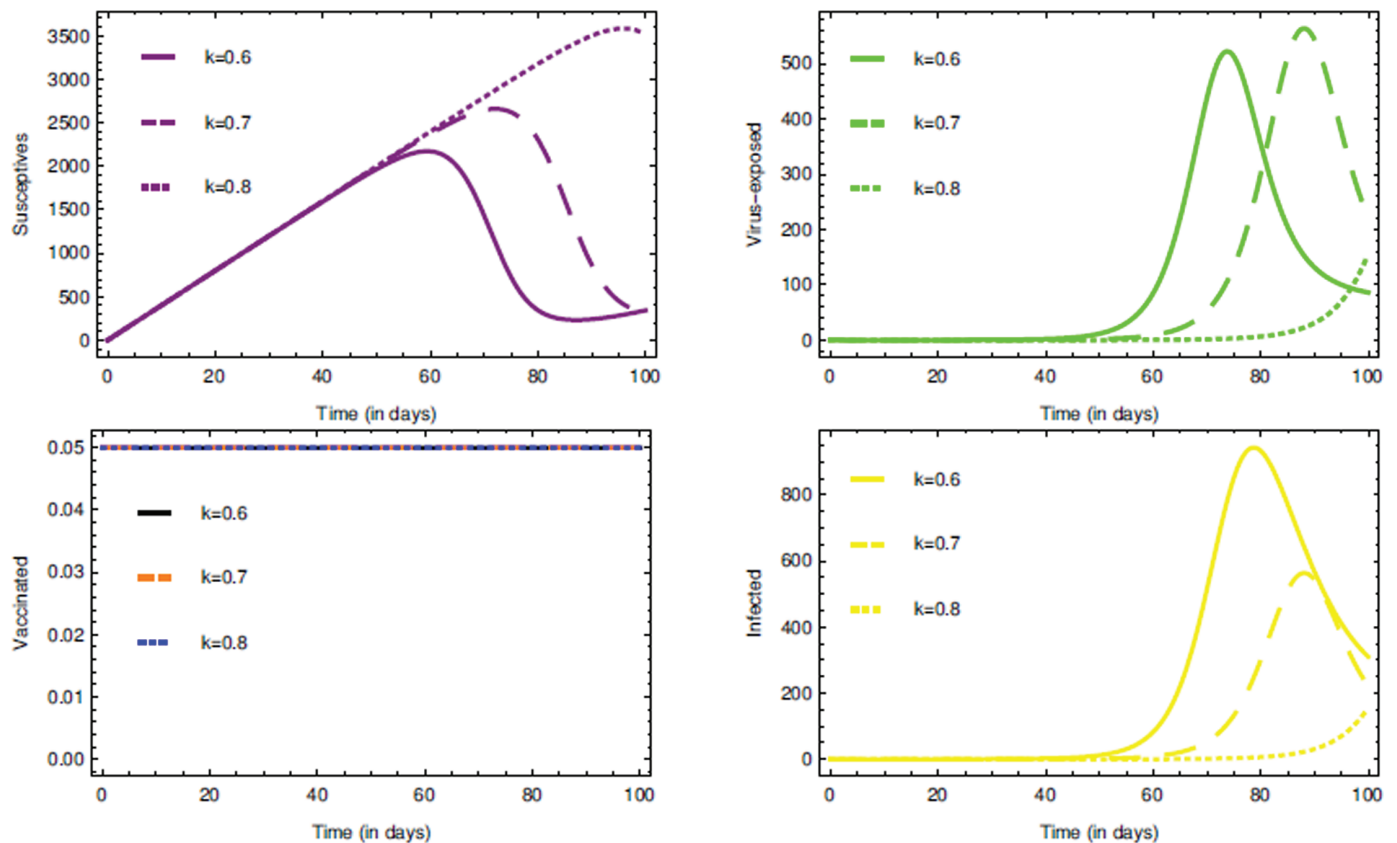 Susceptives
3500
3000
2500
2000
1500
1000
500
0
k=0.6
k=0.7
k=0.8
0 20 40 60 80 100
Time (in days)
Virus-exposed
500
400
300
200
100
0
k=0.6
k=0.7
k=0.8
0 20 40 60 80 100
Time (in days)
Vaccinated
0.05
0.04
0.03
0.02
0.01
0.00
k=0.6
k=0.7
k=0.8
0 20 40 60 80 100
Time (in days)
Infected
800
600
400
200
0
k=0.6
k=0.7
k=0.8
0 20 40 60 80 100
Time (in days)